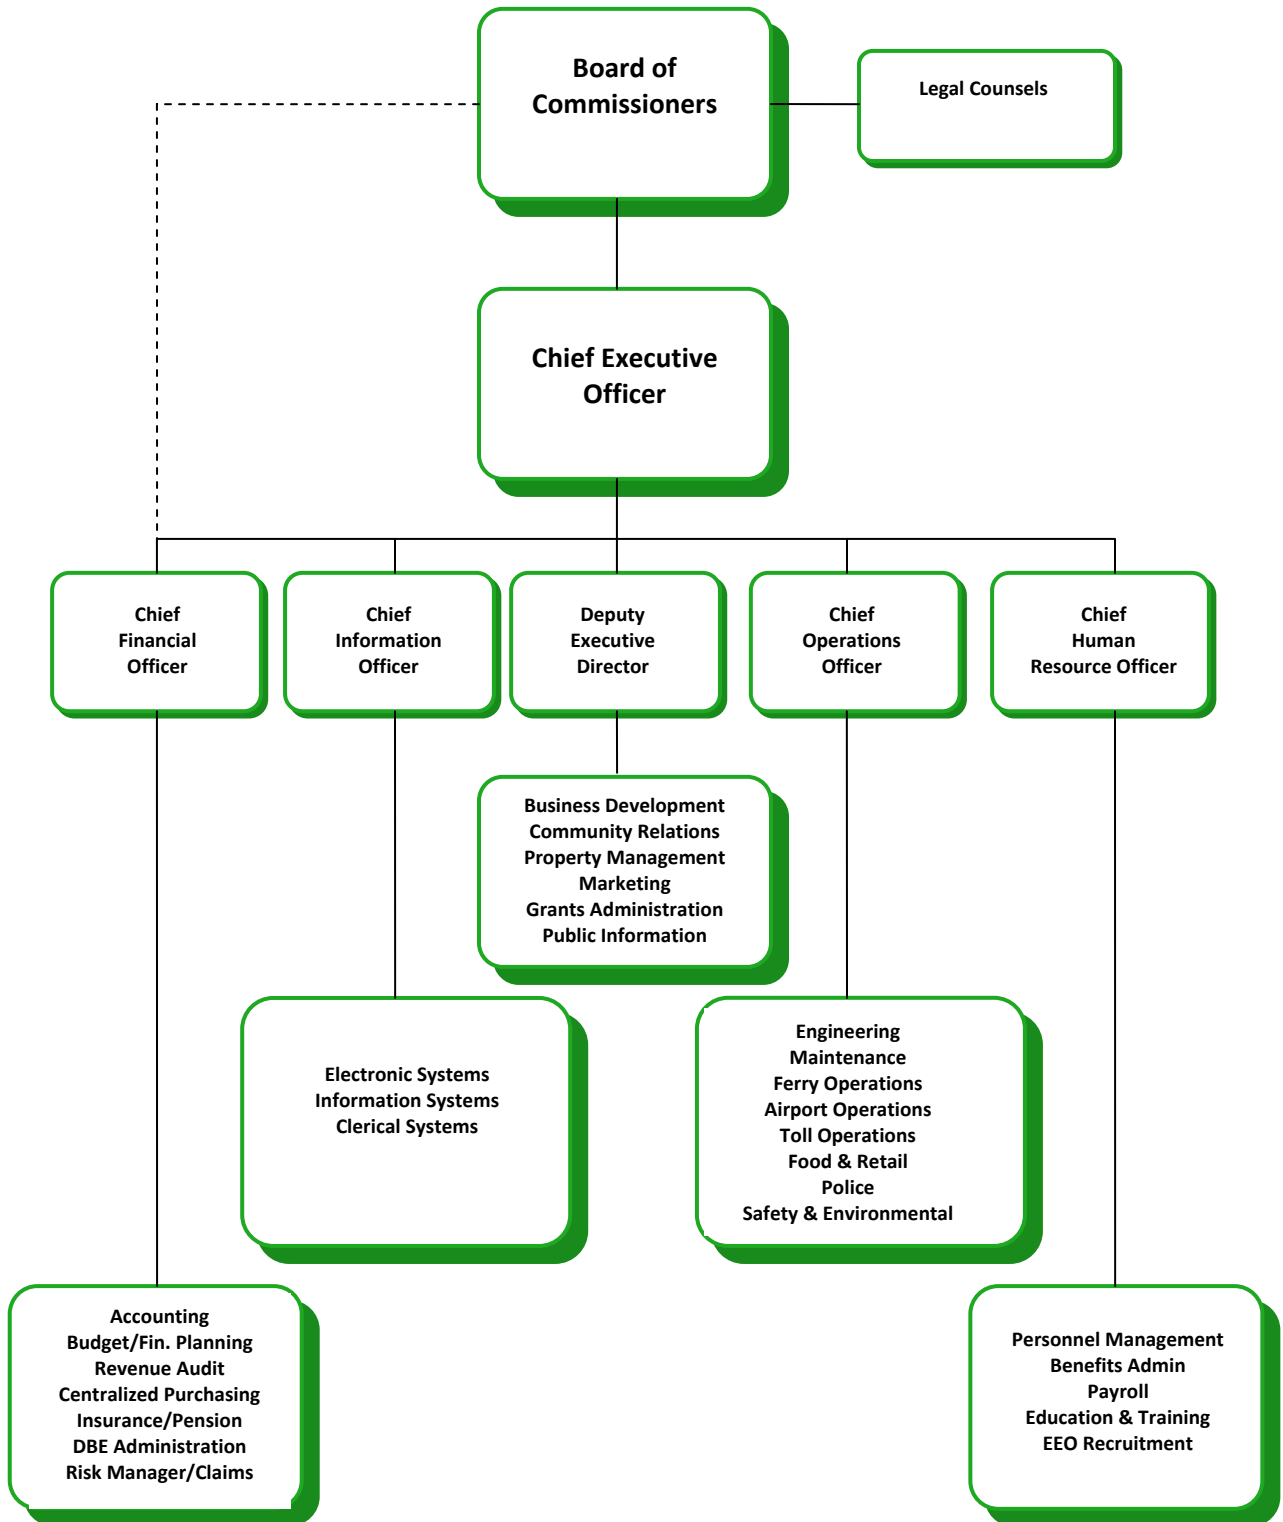 Board of
Commissioners
Legal Counsels
Chief Executive
Officer
Chief
Financial
Officer
Chief
Information
Officer
Deputy
Executive
Director
Chief
Operations
Officer
Chief
Human
Resource Officer
Business Development
Community Relations
Property Management
Marketing
Grants Administration
Public Information
Electronic Systems
Information Systems
Clerical Systems
Engineering
Maintenance
Ferry Operations
Airport Operations
Toll Operations
Food & Retail
Police
Safety & Environmental
Accounting
Budget/Fin. Planning
Revenue Audit
Centralized Purchasing
Insurance/Pension
DBE Administration
Risk Manager/Claims
Personnel Management
Benefits Admin
Payroll
Education & Training
EEO Recruitment